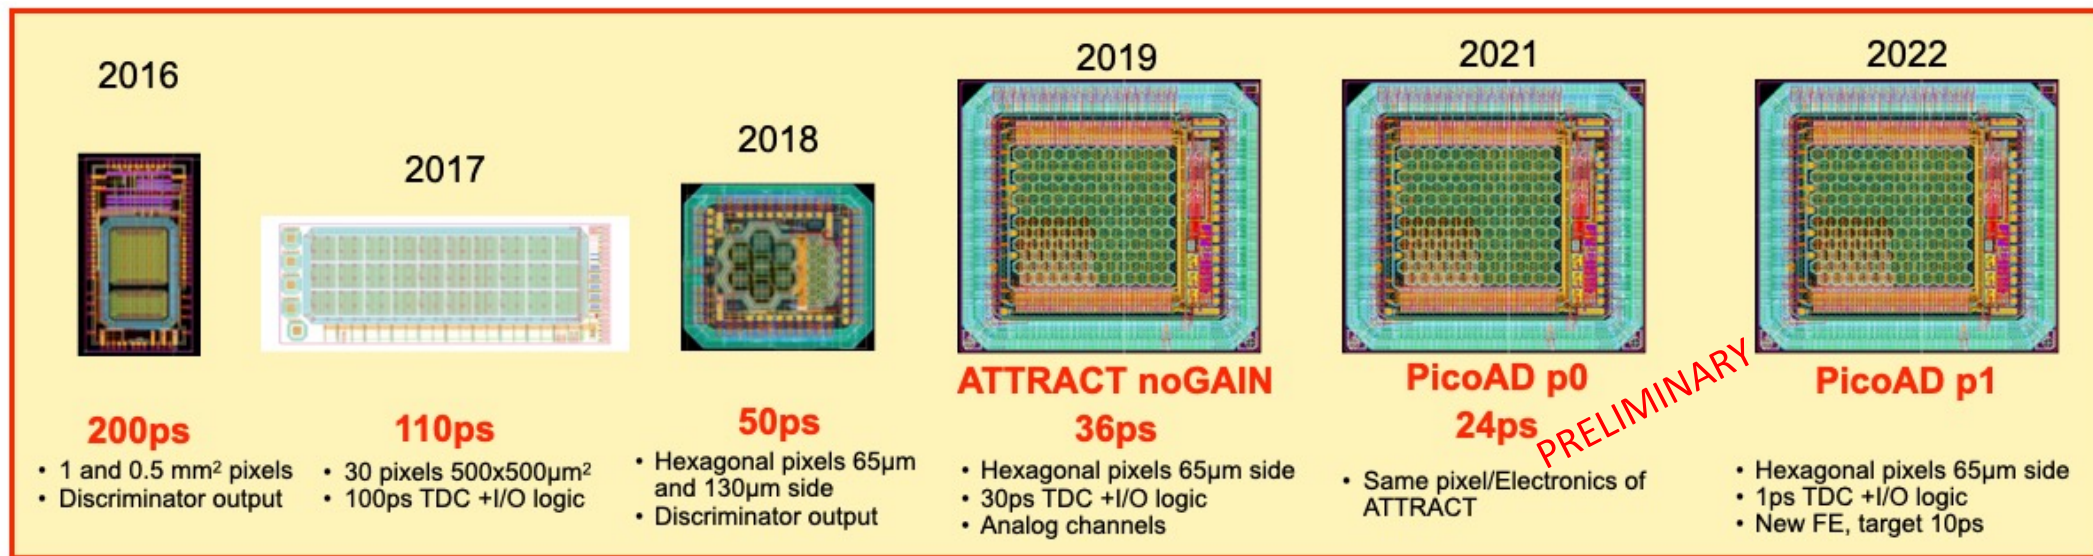 2016
200ps
• 1 and 0.5 mm² pixels
• Discriminator output
2017
110ps
• 30 pixels 500x500µm²
• 100ps TDC +I/O logic
2018
50ps
• Hexagonal pixels 65µm
and 130µm side
• Discriminator output
2019
ATTRACT noGAIN
36ps
• Hexagonal pixels 65µm side
• 30ps TDC +I/O logic
• Analog channels
2021
PicoAD p0
24ps
PRELIMINARY
• Same pixel/Electronics of
ATTRACT
2022
PicoAD p1
• Hexagonal pixels 65µm side
• 1ps TDC +I/O logic
• New FE, target 10ps